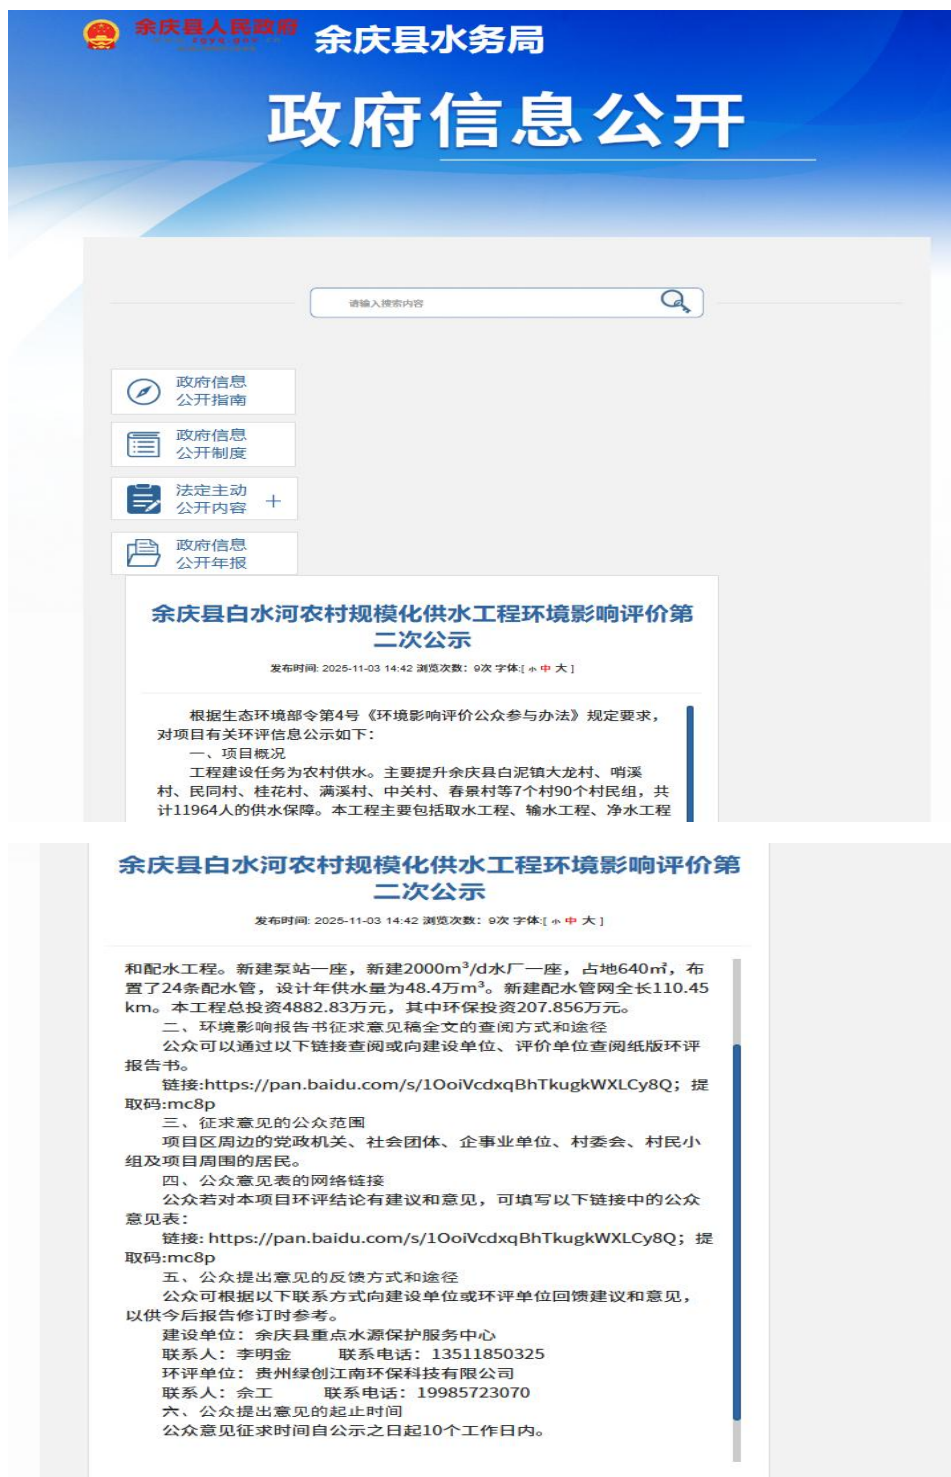 余庆县人民政府
余庆县水务局
政府信息公开
请输入搜索内容
政府信息
公开指南
政府信息
公开制度
法定主动
公开内容 +
政府信息
公开年报
余庆县白水河农村规模化供水工程环境影响评价第
二次公示
发布时间: 2025-11-03 14:42 浏览次数：9次 字体:[ 小 中 大 ]
根据生态环境部令第4号《环境影响评价公众参与办法》规定要求，
对项目有关环评信息公示如下：
一、项目概况
工程建设任务为农村供水。主要提升余庆县白泥镇大龙村、哨溪
村、民同村、桂花村、满溪村、中关村、春景村等7个村90个村民组，共
计11964人的供水保障。本工程主要包括取水工程、输水工程、净水工程
余庆县白水河农村规模化供水工程环境影响评价第
二次公示
发布时间: 2025-11-03 14:42 浏览次数：9次 字体:[ 小 中 大 ]
和配水工程。新建泵站一座，新建2000m³/d水厂一座，占地640㎡，布
置了24条配水管，设计年供水量为48.4万m³。新建配水管网全长110.45
km。本工程总投资4882.83万元，其中环保投资207.856万元。
二、环境影响报告书征求意见稿全文的查阅方式和途径
公众可以通过以下链接查阅或向建设单位、评价单位查阅纸版环评
报告书。
链接:https://pan.baidu.com/s/1OoiVcdxqBhTkugkWXLCy8Q；提
取码:mc8p
三、征求意见的公众范围
项目区周边的党政机关、社会团体、企事业单位、村委会、村民小
组及项目周围的居民。
四、公众意见表的网络链接
公众若对本项目环评结论有建议和意见，可填写以下链接中的公众
意见表：
链接: https://pan.baidu.com/s/1OoiVcdxqBhTkugkWXLCy8Q；提
取码:mc8p
五、公众提出意见的反馈方式和途径
公众可根据以下联系方式向建设单位或环评单位回馈建议和意见，
以供今后报告修订时参考。
建设单位：余庆县重点水源保护服务中心
联系人：李明金 联系电话：13511850325
环评单位：贵州绿创江南环保科技有限公司
联系人：佘工 联系电话：19985723070
六、公众提出意见的起止时间
公众意见征求时间自公示之日起10个工作日内。